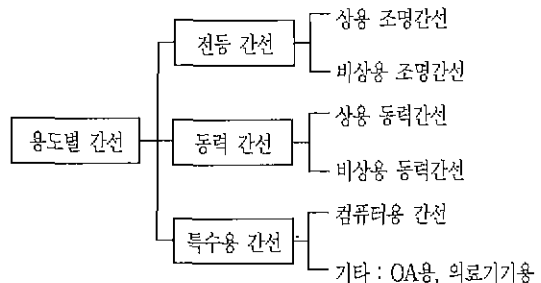 상용 조명간선
전등 간선
비상용 조명간선
상용 동력간선
용도별 간선
동력 간선
비상용 동력간선
컴퓨터용 간선
특수용 간선
기타 : OA용, 의료기기용